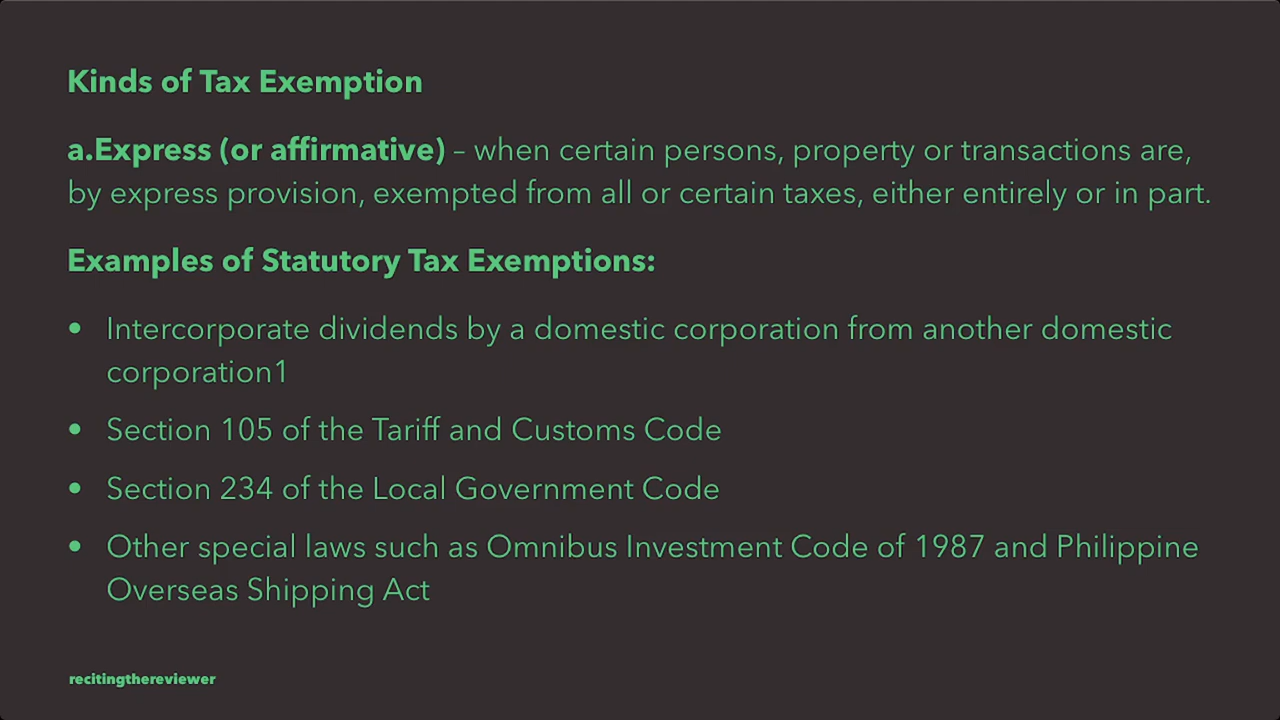 Kinds of Tax Exemption
a.Express (or affirmative) – when certain persons, property or transactions are,
by express provision, exempted from all or certain taxes, either entirely or in part.
Examples of Statutory Tax Exemptions:
• Intercorporate dividends by a domestic corporation from another domestic
corporation1
• Section 105 of the Tariff and Customs Code
• Section 234 of the Local Government Code
• Other special laws such as Omnibus Investment Code of 1987 and Philippine
Overseas Shipping Act
recitingthereviewer